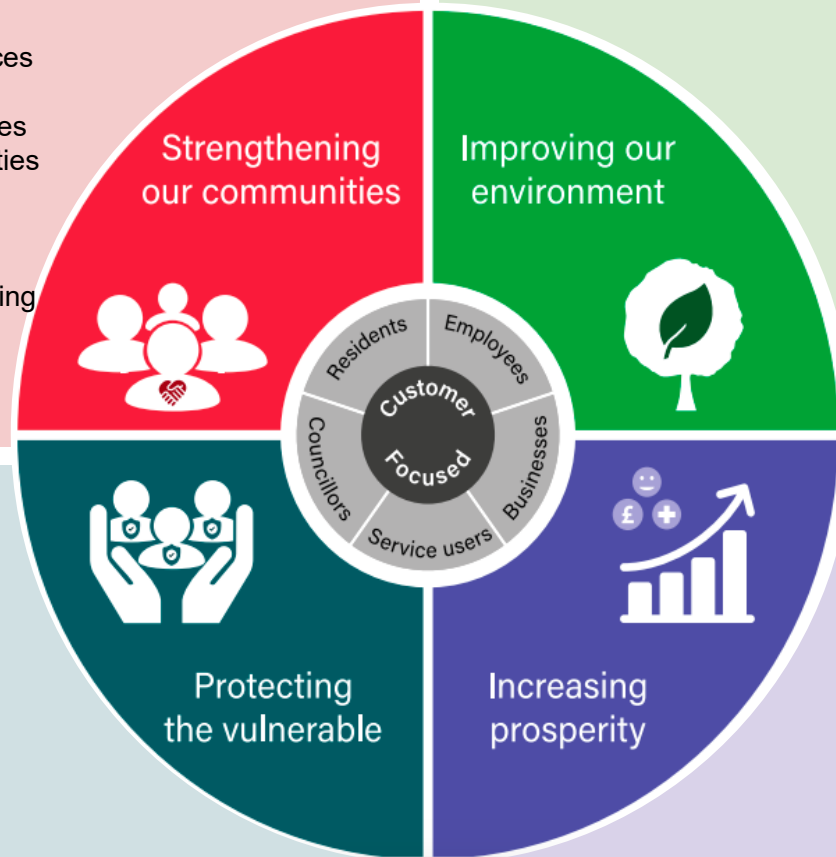 Strengthening
our communities
Improving our
environment
Residents
Employees
Businesses
Service users
Councillors
Customer
Focused
£
Protecting
the vulnerable
Increasing
prosperity